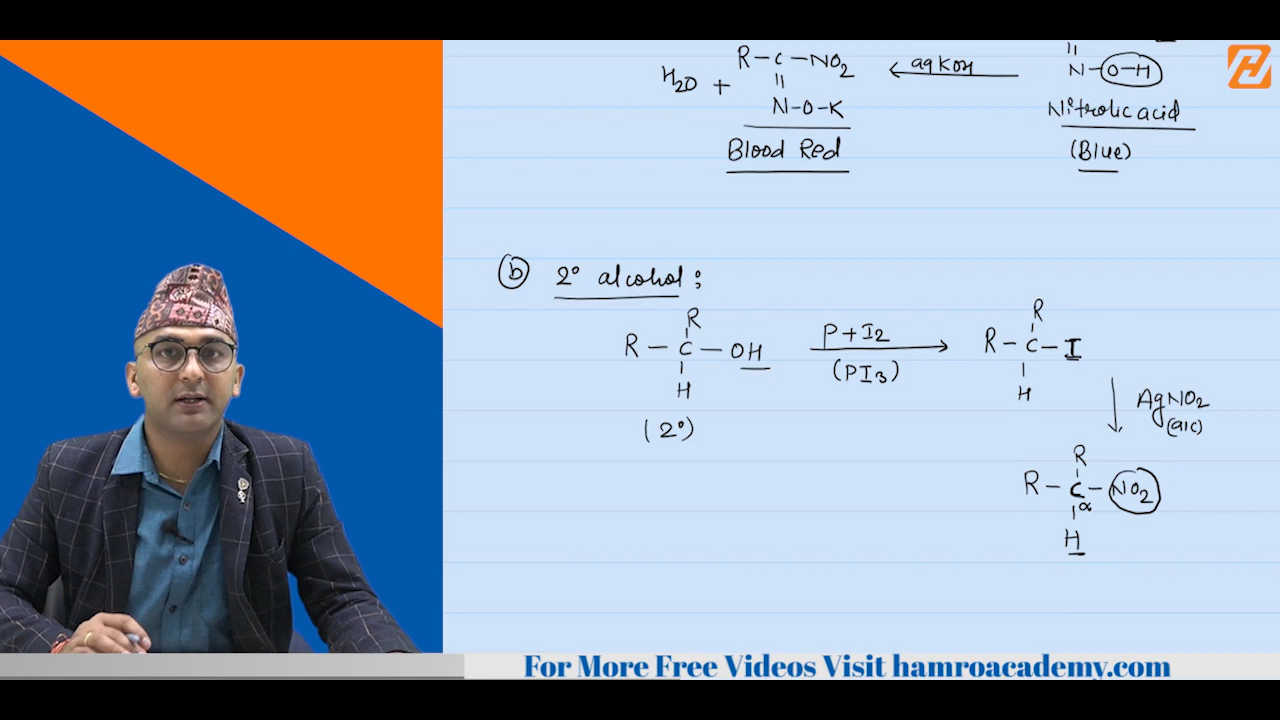 R-C-NO2
||
N-O-K
H2O +
aq KOH
||
N-O-H
Nitrolic acid
Blood Red
(Blue)
(b) 2° alcohol :
R
R - C - OH
H
(2°)
P + I2
(PI3)
R
R - C - I
H
AgNO2
(alc)
R
R - C - NO2
α
H
For More Free Videos Visit hamroacademy.com